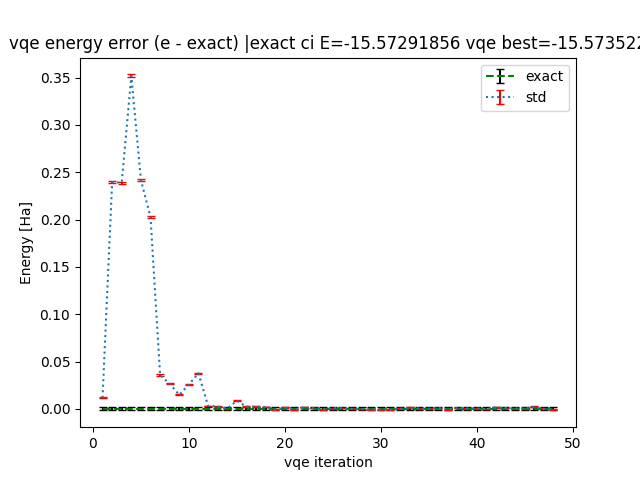 vqe energy error (e - exact) |exact ci E=-15.57291856 vqe best=-15.573522
exact
std
Energy [Ha]
0.35
0.30
0.25
0.20
0.15
0.10
0.05
0.00
0
10
20
30
40
50
vqe iteration